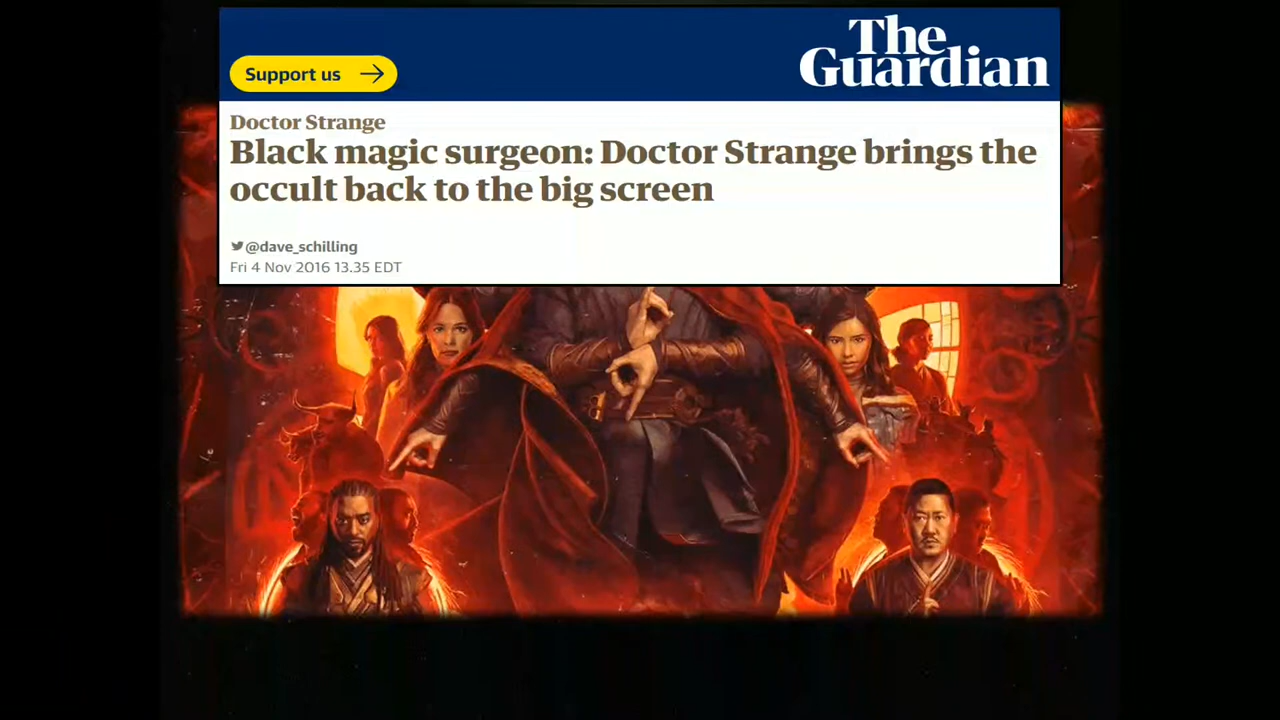 Support us
The
Guardian
Doctor Strange
Black magic surgeon: Doctor Strange brings the
occult back to the big screen
@dave_schilling
Fri 4 Nov 2016 13.35 EDT